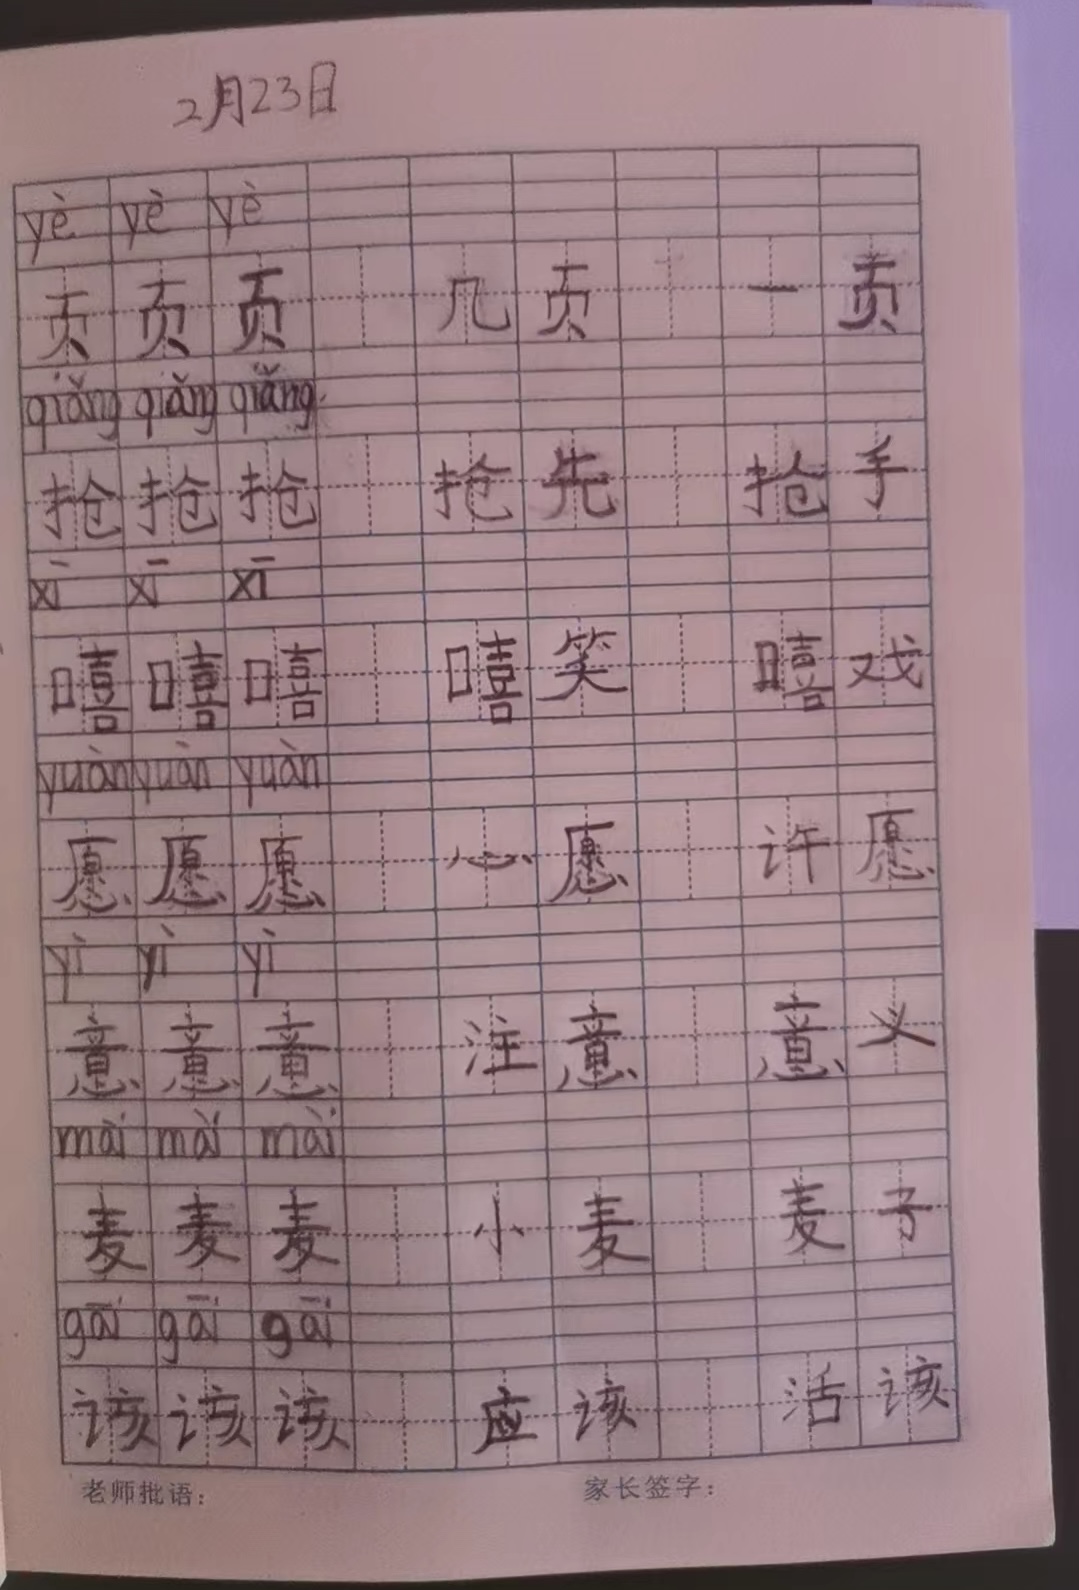 2月23日
yè yè yè
页 页 页 几 页 一 页
qiǎng qiǎng qiǎng
抢 抢 抢 抢 先 抢 手
xī xī xī
嘻 嘻 嘻 嘻 笑 嘻 戏
yuàn yuàn yuàn
愿 愿 愿 心 愿 许 愿
yì yì yì
意 意 意 注 意 意 义
mài mài mài
麦 麦 麦 小 麦 麦 子
gāi gāi gāi
该 该 该 应 该 活 该
老师批语： 家长签字：